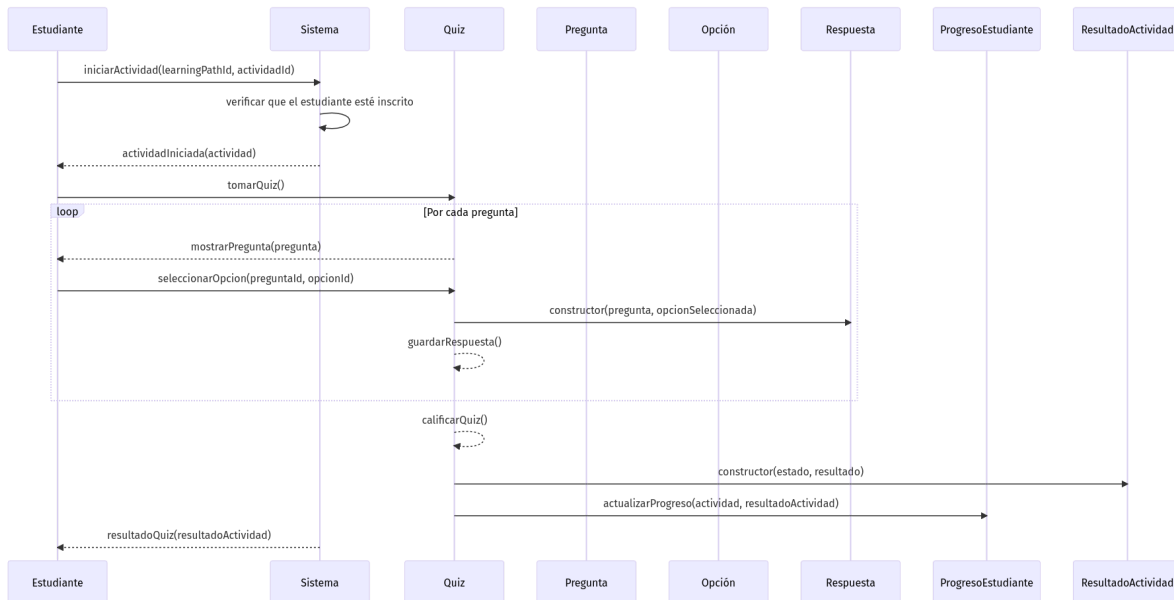 Estudiante
Sistema
Quiz
Pregunta
Opción
Respuesta
ProgresoEstudiante
ResultadoActividad
iniciarActividad(learningPathId, actividadId)
verificar que el estudiante esté inscrito
actividadIniciada(actividad)
tomarQuiz()
loop
[Por cada pregunta]
mostrarPregunta(pregunta)
seleccionarOpcion(preguntaId, opcionId)
constructor(pregunta, opcionSeleccionada)
guardarRespuesta()
calificarQuiz()
constructor(estado, resultado)
actualizarProgreso(actividad, resultadoActividad)
resultadoQuiz(resultadoActividad)
Estudiante
Sistema
Quiz
Pregunta
Opción
Respuesta
ProgresoEstudiante
ResultadoActividad